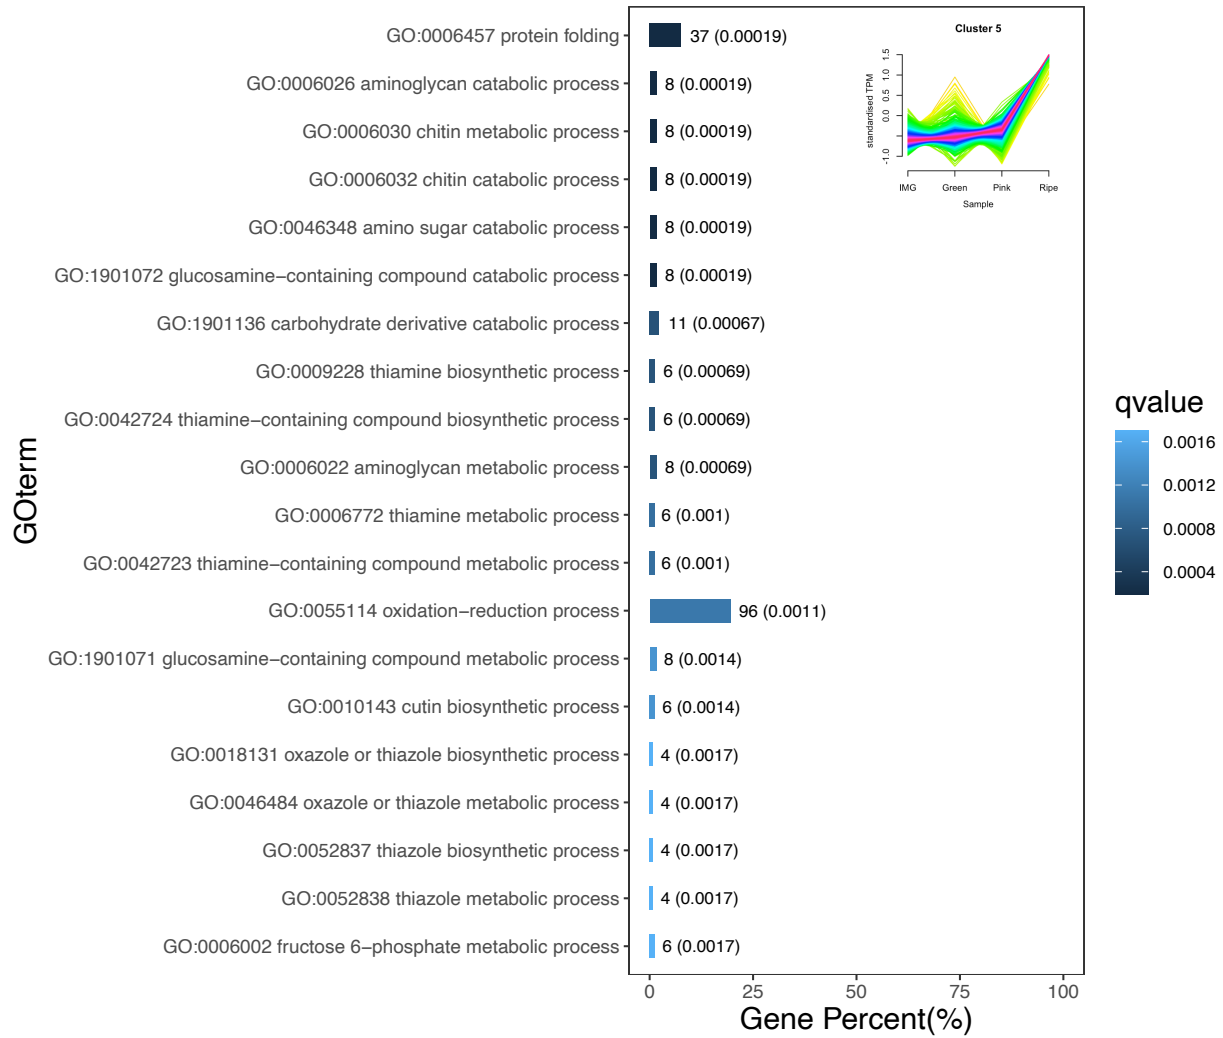 GO:0006457 protein folding
37 (0.00019)
GO:0006026 aminoglycan catabolic process
8 (0.00019)
GO:0006030 chitin metabolic process
8 (0.00019)
GO:0006032 chitin catabolic process
8 (0.00019)
GO:0046348 amino sugar catabolic process
8 (0.00019)
GO:1901072 glucosamine−containing compound catabolic process
8 (0.00019)
GO:1901136 carbohydrate derivative catabolic process
11 (0.00067)
GO:0009228 thiamine biosynthetic process
6 (0.00069)
GO:0042724 thiamine−containing compound biosynthetic process
6 (0.00069)
GO:0006022 aminoglycan metabolic process
8 (0.00069)
GO:0006772 thiamine metabolic process
6 (0.001)
GO:0042723 thiamine−containing compound metabolic process
6 (0.001)
GO:0055114 oxidation−reduction process
96 (0.0011)
GO:1901071 glucosamine−containing compound metabolic process
8 (0.0014)
GO:0010143 cutin biosynthetic process
6 (0.0014)
GO:0018131 oxazole or thiazole biosynthetic process
4 (0.0017)
GO:0046484 oxazole or thiazole metabolic process
4 (0.0017)
GO:0052837 thiazole biosynthetic process
4 (0.0017)
GO:0052838 thiazole metabolic process
4 (0.0017)
GO:0006002 fructose 6−phosphate metabolic process
6 (0.0017)
GOterm
0 25 50 75 100
Gene Percent(%)
Cluster 5
standardised TPM
1.5
1.0
0.5
0.0
-1.0
IMG Green Pink Ripe
Sample
qvalue
0.0016
0.0012
0.0008
0.0004